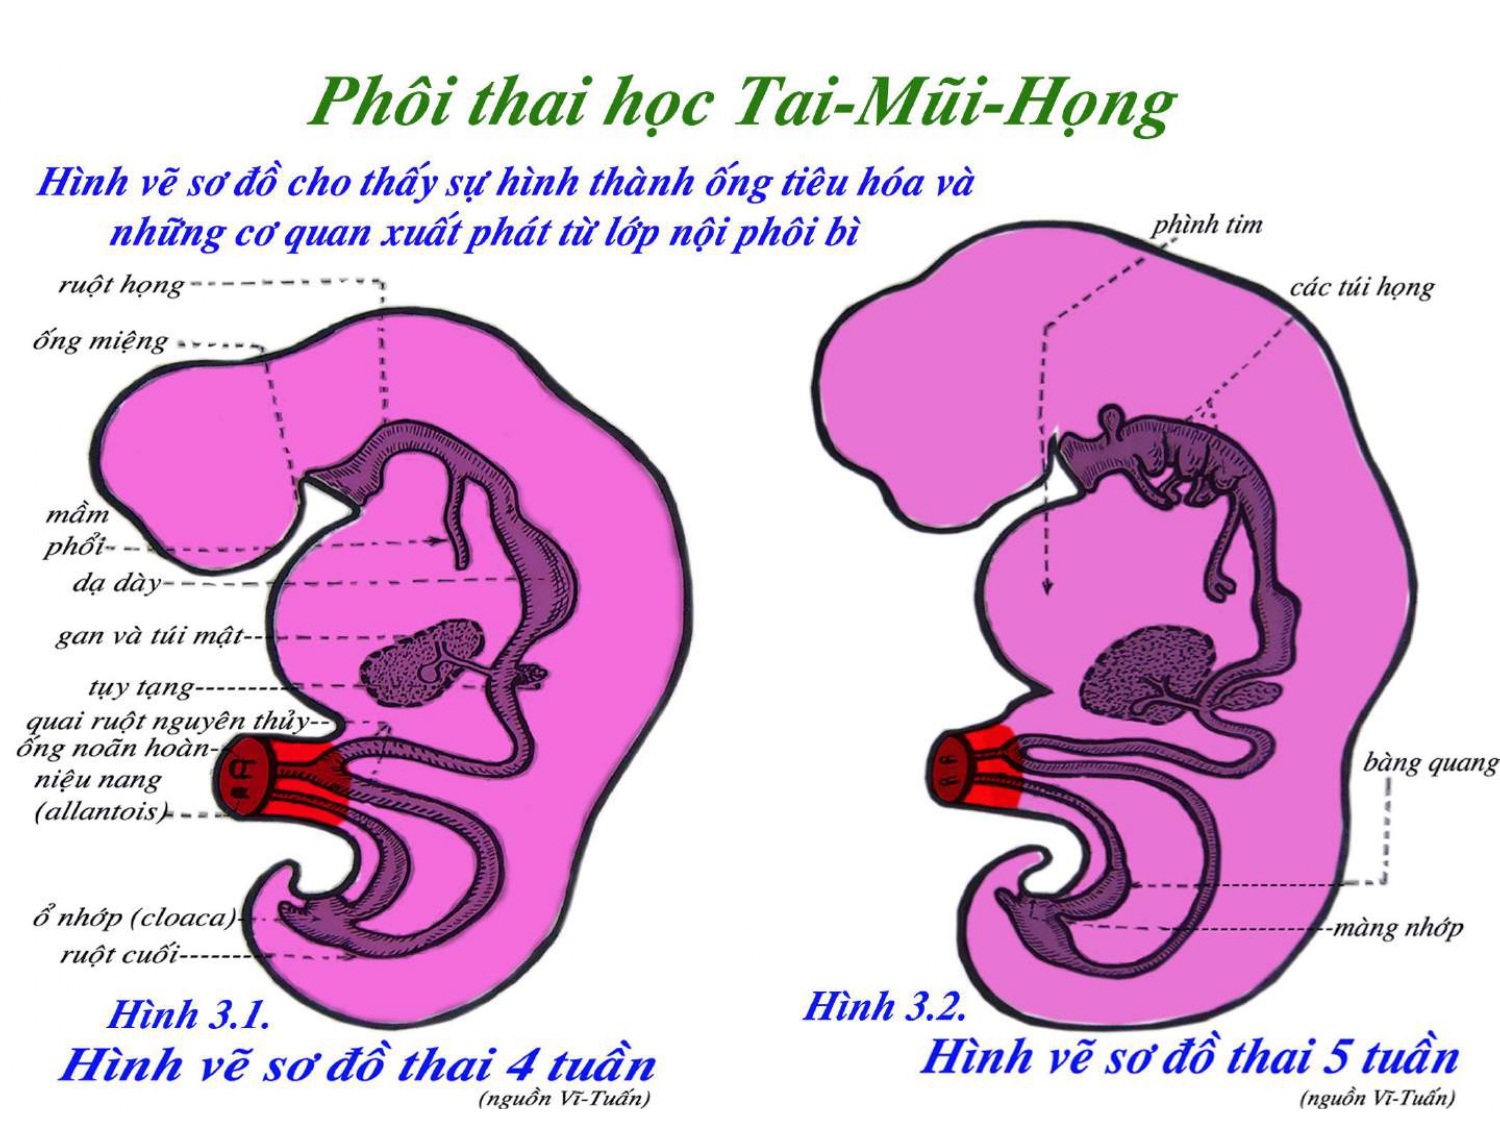 Phôi thai học Tai-Mũi-Họng
Hình vẽ sơ đồ cho thấy sự hình thành ống tiêu hóa và
những cơ quan xuất phát từ lớp nội phôi bì
ruột họng
ống miệng
mầm
phổi
dạ dày
gan và túi mật
tụy tạng
quai ruột nguyên thủy
ống noãn hoàn
niệu nang
(allantois)
ổ nhớp (cloaca)
ruột cuối
Hình 3.1.
Hình vẽ sơ đồ thai 4 tuần
(nguồn Vĩ-Tuấn)
phình tim
các túi họng
bàng quang
màng nhớp
Hình 3.2.
Hình vẽ sơ đồ thai 5 tuần
(nguồn Vĩ-Tuấn)